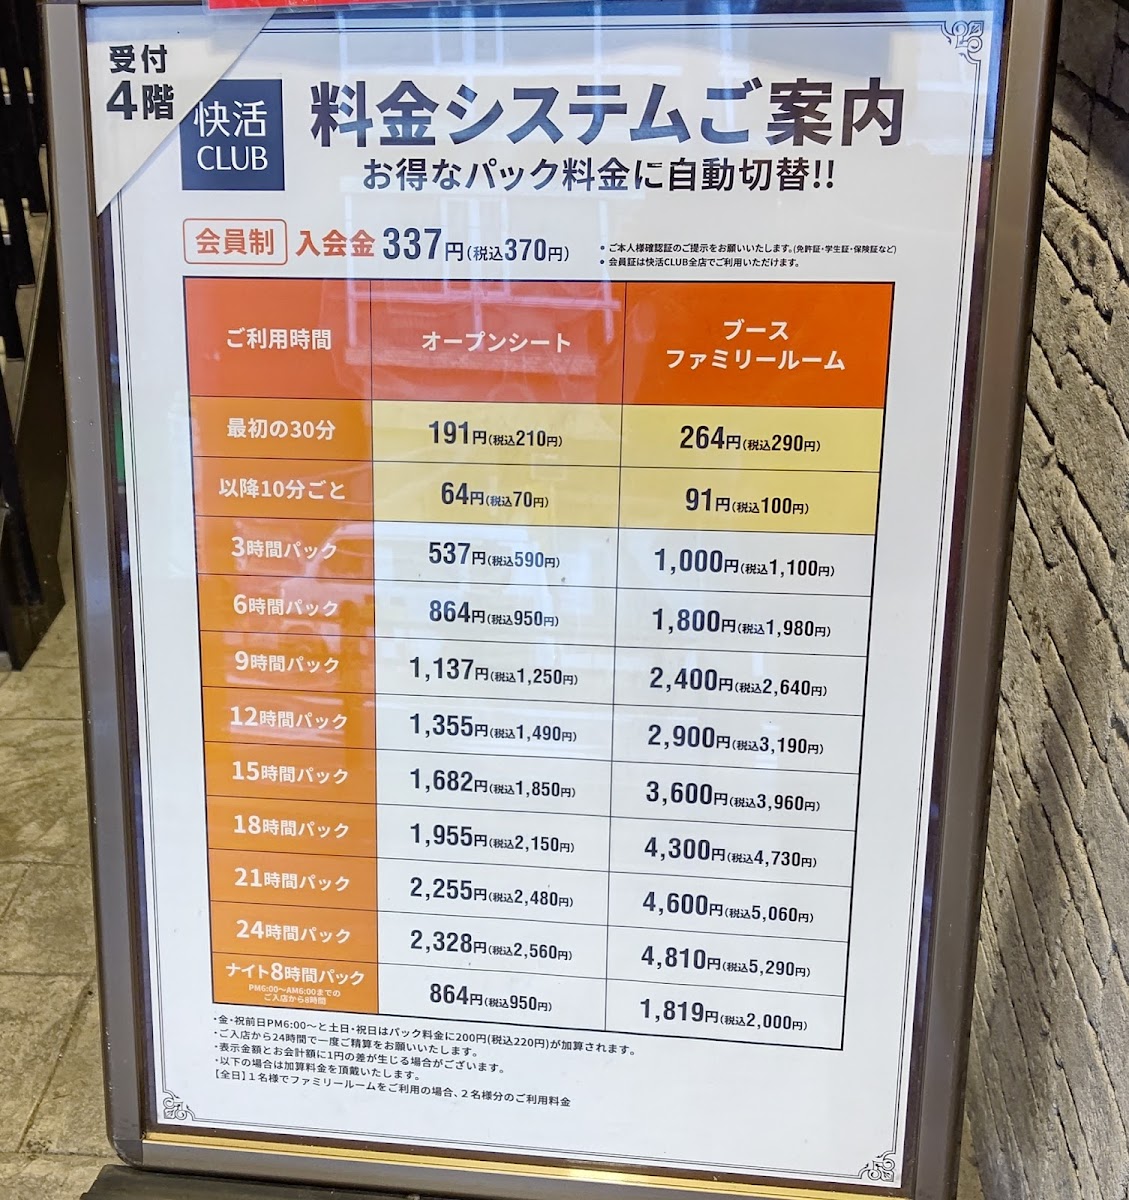 受付
4階
快活
CLUB
料金システムご案内
お得なパック料金に自動切替!!
会員制 入会金 337円(税込370円)
• ご本人様確認証のご提示をお願いいたします。(免許証・学生証・保険証など)
• 会員証は快活CLUB全店でご利用いただけます。
ご利用時間 オープンシート ブース
ファミリールーム
最初の30分 191円(税込210円) 264円(税込290円)
以降10分ごと 64円(税込70円) 91円(税込100円)
3時間パック 537円(税込590円) 1,000円(税込1,100円)
6時間パック 864円(税込950円) 1,800円(税込1,980円)
9時間パック 1,137円(税込1,250円) 2,400円(税込2,640円)
12時間パック 1,355円(税込1,490円) 2,900円(税込3,190円)
15時間パック 1,682円(税込1,850円) 3,600円(税込3,960円)
18時間パック 1,955円(税込2,150円) 4,300円(税込4,730円)
21時間パック 2,255円(税込2,480円) 4,600円(税込5,060円)
24時間パック 2,328円(税込2,560円) 4,810円(税込5,290円)
ナイト8時間パック 864円(税込950円) 1,819円(税込2,000円)
PM6:00〜AM6:00までの
ご入店から8時間
・金・祝前日PM6:00〜と土日・祝日はパック料金に200円(税込220円)が加算されます。
・ご入店から24時間で一度ご精算をお願いいたします。
・表示金額とお会計額に1円の差が生じる場合がございます。
・以下の場合は加算料金を頂戴いたします。
【全日】1名様でファミリールームをご利用の場合、2名様分のご利用料金